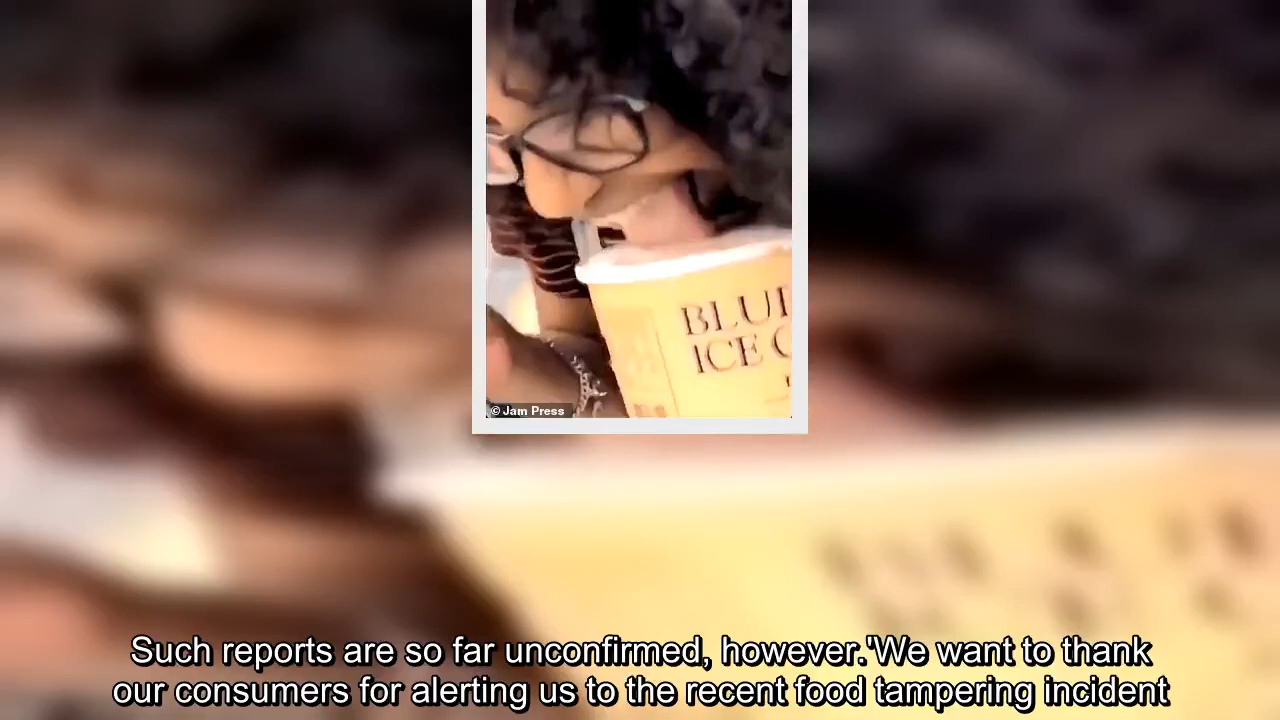 BLUE
ICE C
© Jam Press
Such reports are so far unconfirmed, however.'We want to thank
our consumers for alerting us to the recent food tampering incident